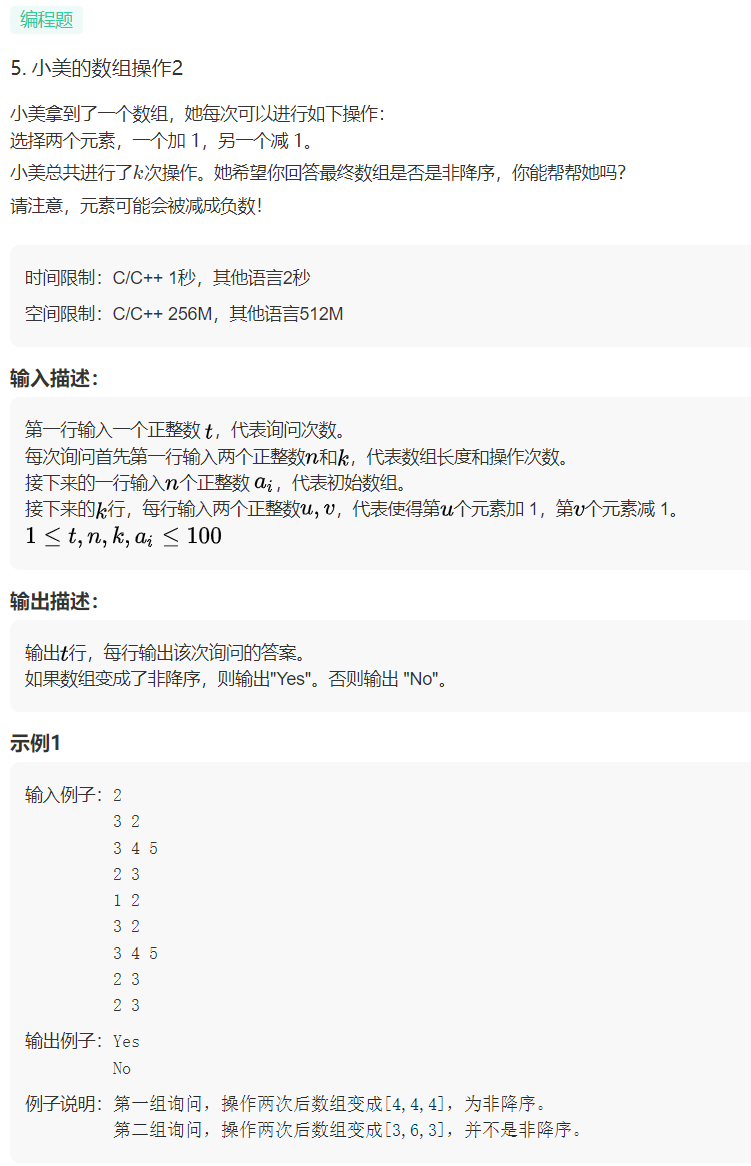 编程题
5. 小美的数组操作2
小美拿到了一个数组，她每次可以进行如下操作：
选择两个元素，一个加 1，另一个减 1。
小美总共进行了k次操作。她希望你回答最终数组是否是非降序，你能帮帮她吗？
请注意，元素可能会被减成负数！
时间限制：C/C++ 1秒，其他语言2秒
空间限制：C/C++ 256M，其他语言512M
输入描述：
第一行输入一个正整数 t，代表询问次数。
每次询问首先第一行输入两个正整数n和k，代表数组长度和操作次数。
接下来的一行输入n个正整数 aᵢ，代表初始数组。
接下来的k行，每行输入两个正整数u, v，代表使得第u个元素加 1，第v个元素减 1。
1 ≤ t, n, k, aᵢ ≤ 100
输出描述：
输出t行，每行输出该次询问的答案。
如果数组变成了非降序，则输出"Yes"。否则输出 "No"。
示例1
输入例子：2
3 2
3 4 5
2 3
1 2
3 2
3 4 5
2 3
2 3
输出例子：Yes
No
例子说明：第一组询问，操作两次后数组变成[4,4,4]，为非降序。
第二组询问，操作两次后数组变成[3,6,3]，并不是非降序。